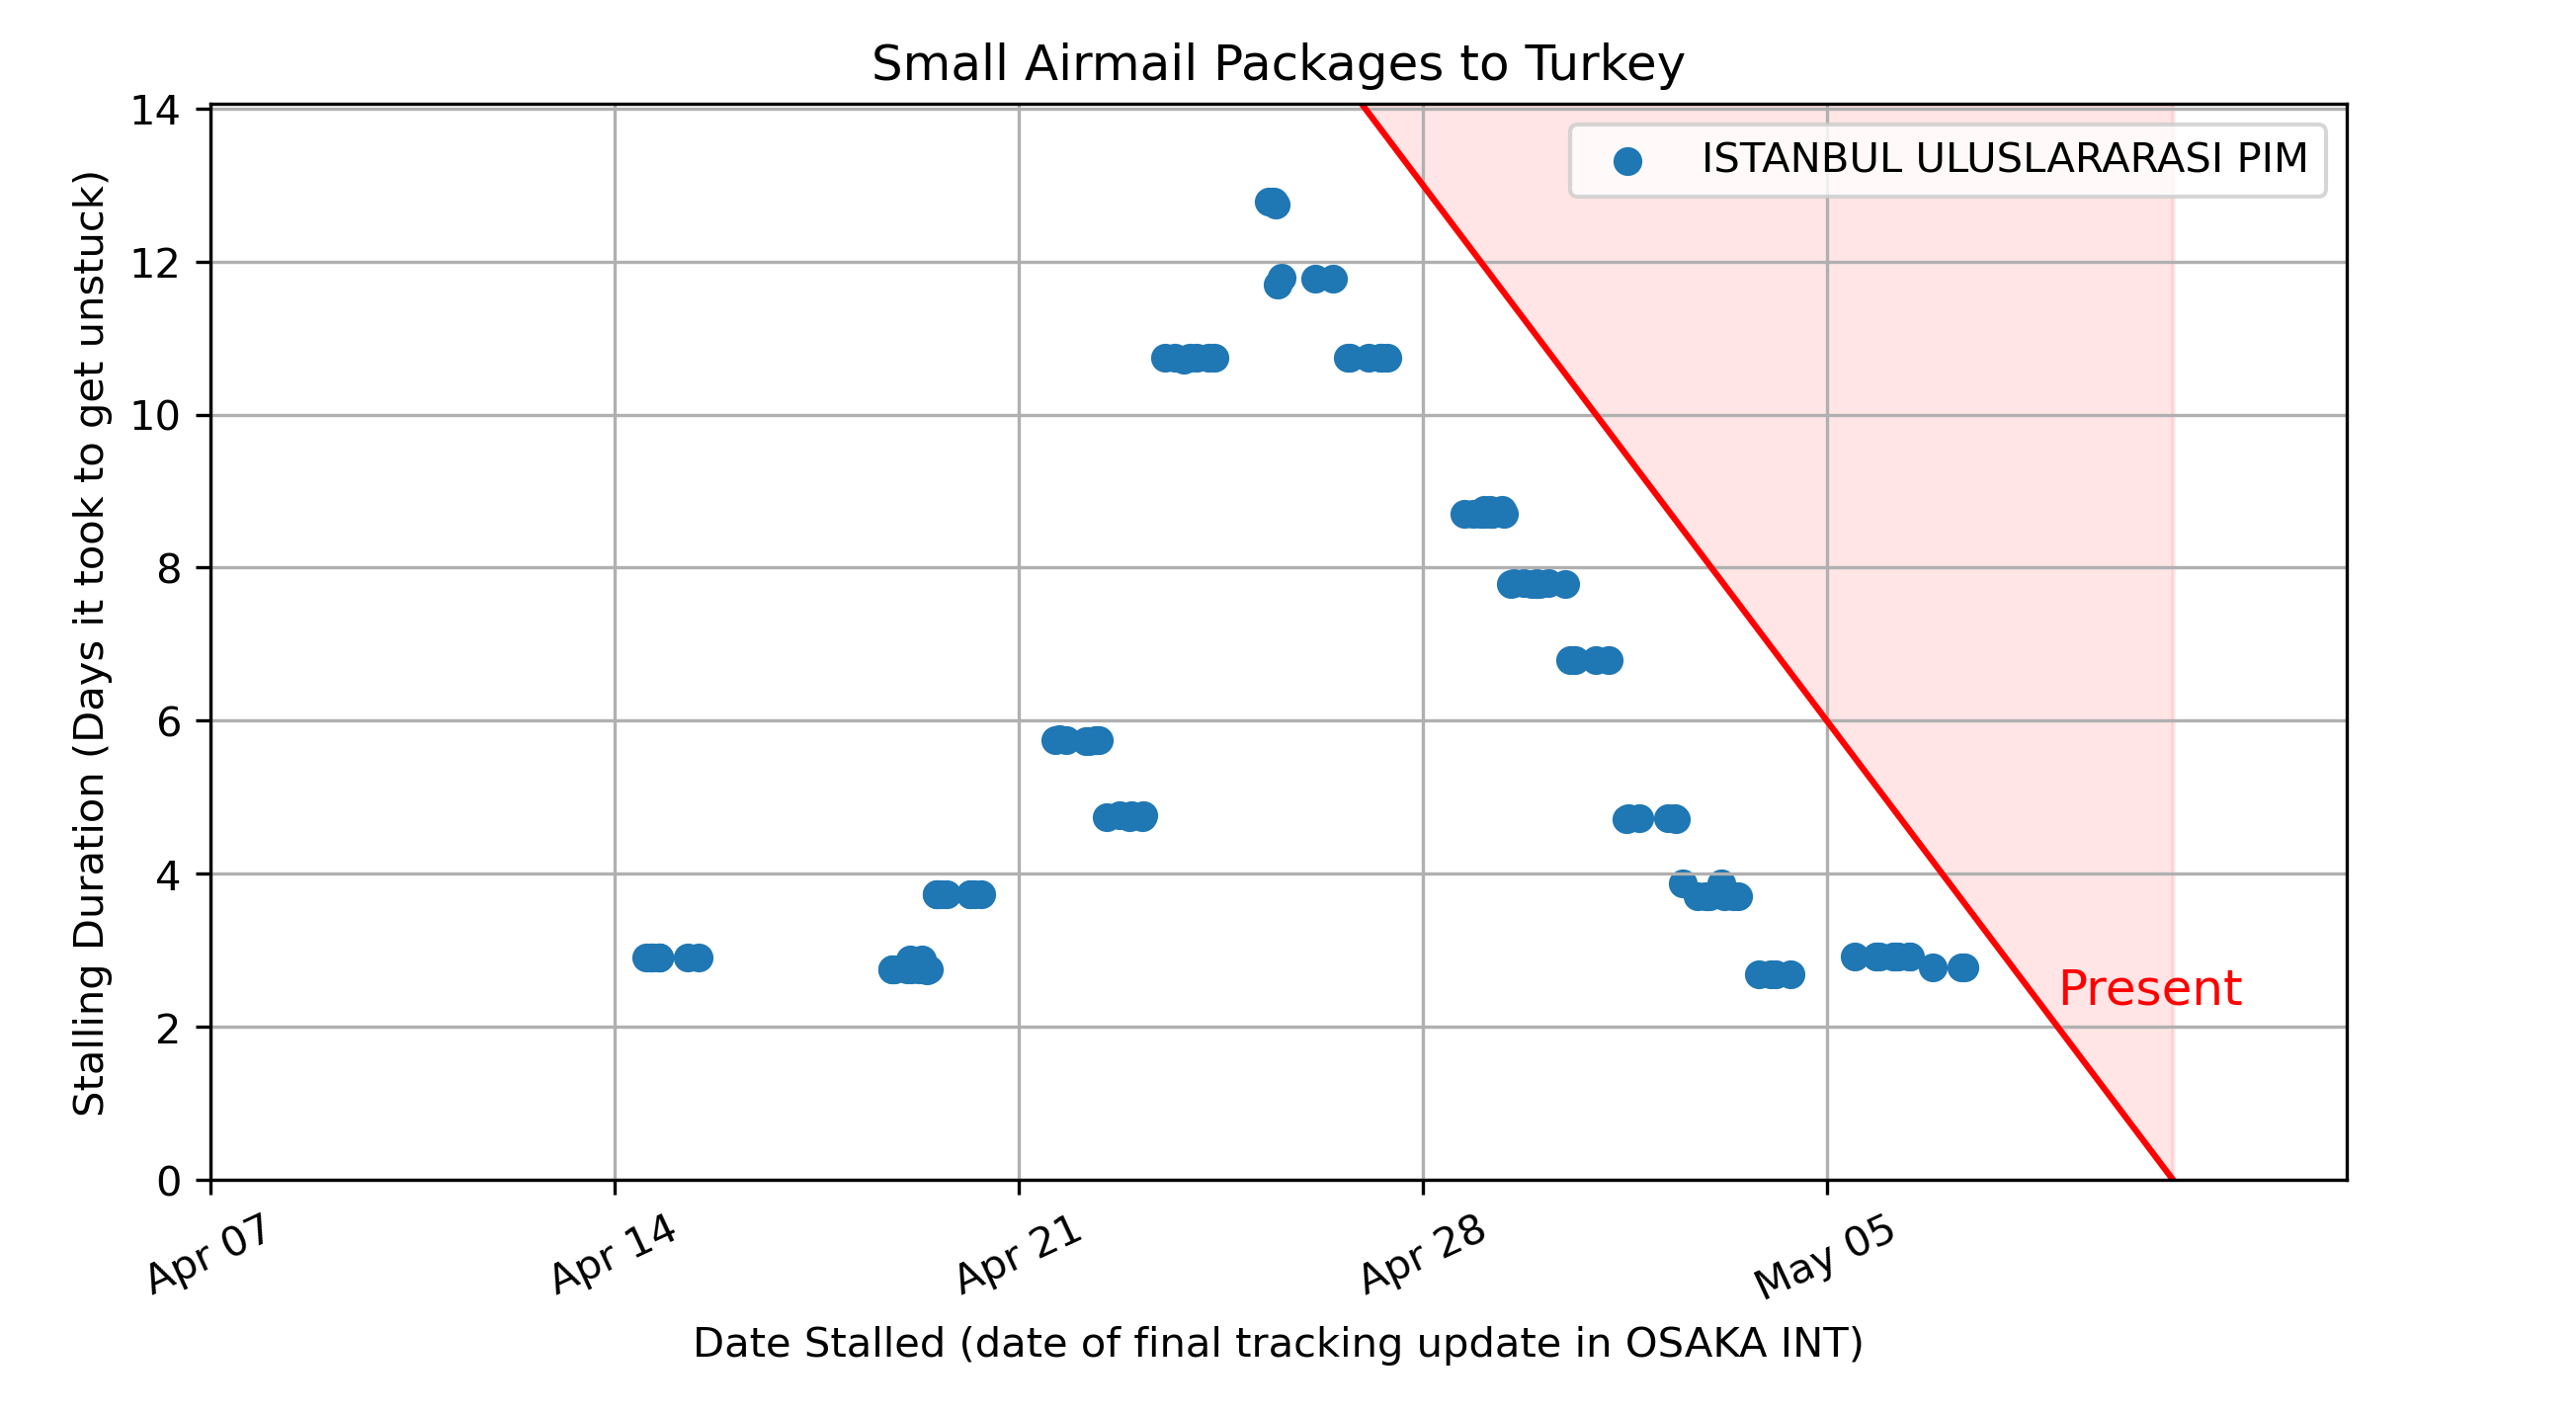 Small Airmail Packages to Turkey
ISTANBUL ULUSLARARASI PIM
Stalling Duration (Days it took to get unstuck)
14
12
10
8
6
4
2
0
Present
Apr 07
Apr 14
Apr 21
Apr 28
May 05
Date Stalled (date of final tracking update in OSAKA INT)